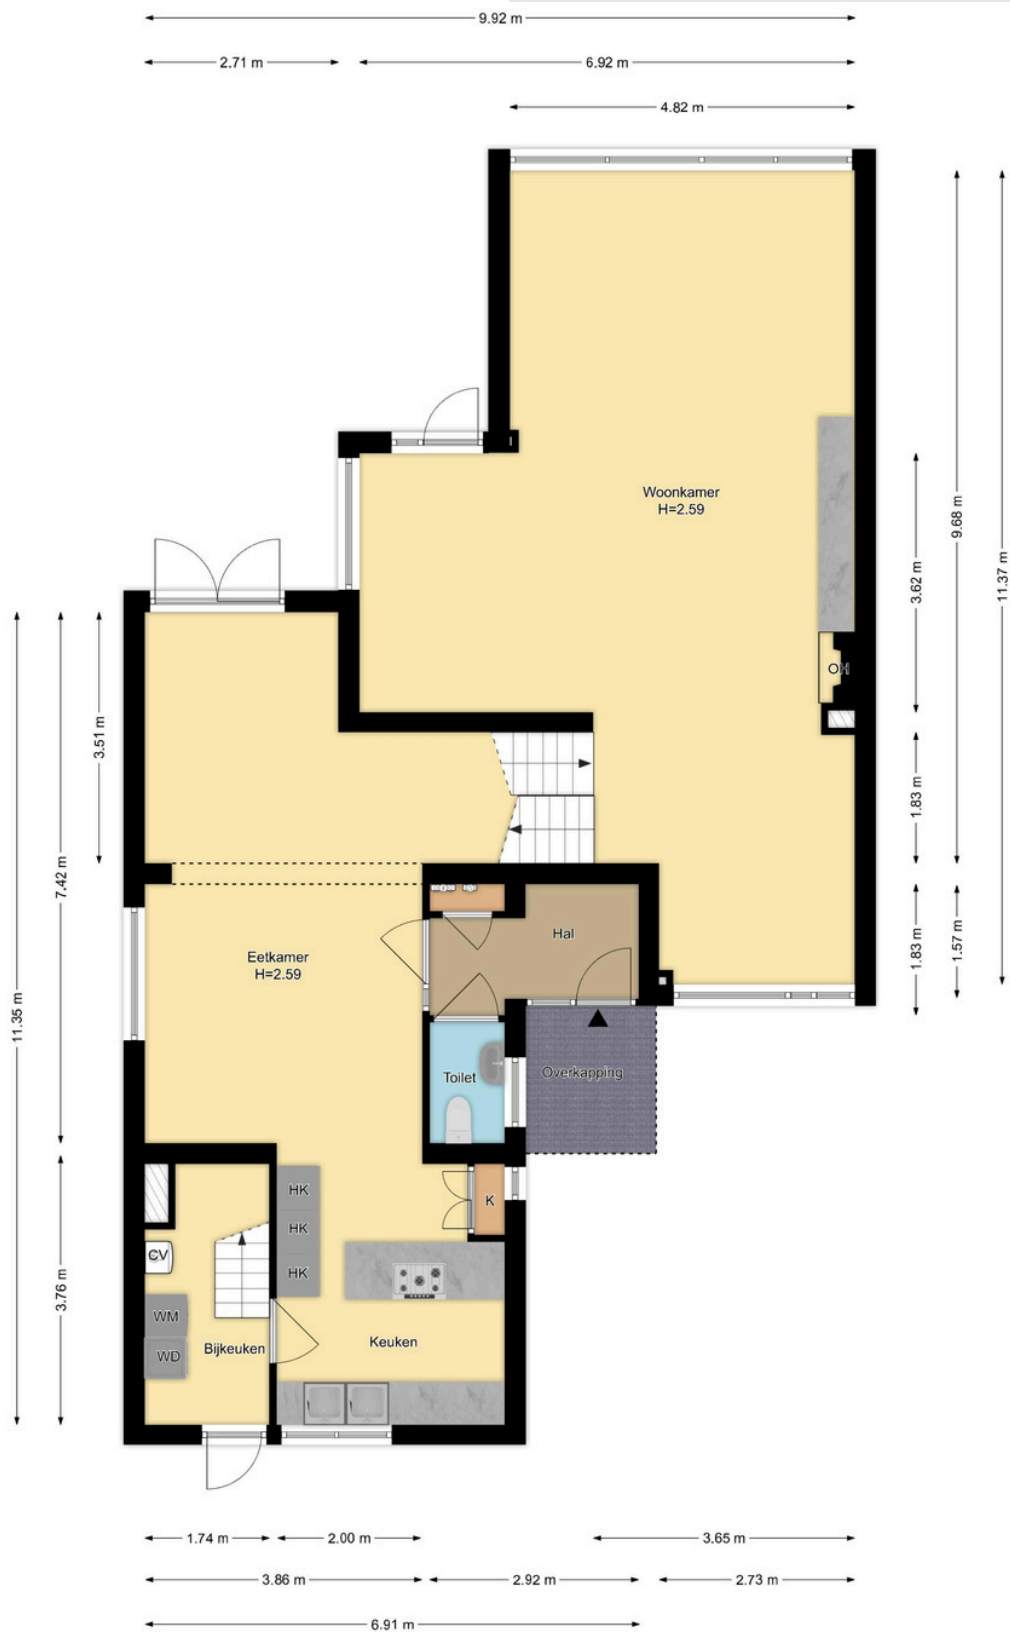 9.92 m
2.71 m
6.92 m
4.82 m
Woonkamer
H=2.59
9.68 m
3.62 m
11.37 m
OH
3.51 m
1.83 m
7.42 m
Hal
1.83 m
1.57 m
Eetkamer
H=2.59
11.35 m
Overkapping
Toilet
HK
K
HK
CV
HK
3.76 m
WM
Keuken
Bijkeuken
WD
1.74 m
2.00 m
3.65 m
3.86 m
2.92 m
2.73 m
6.91 m